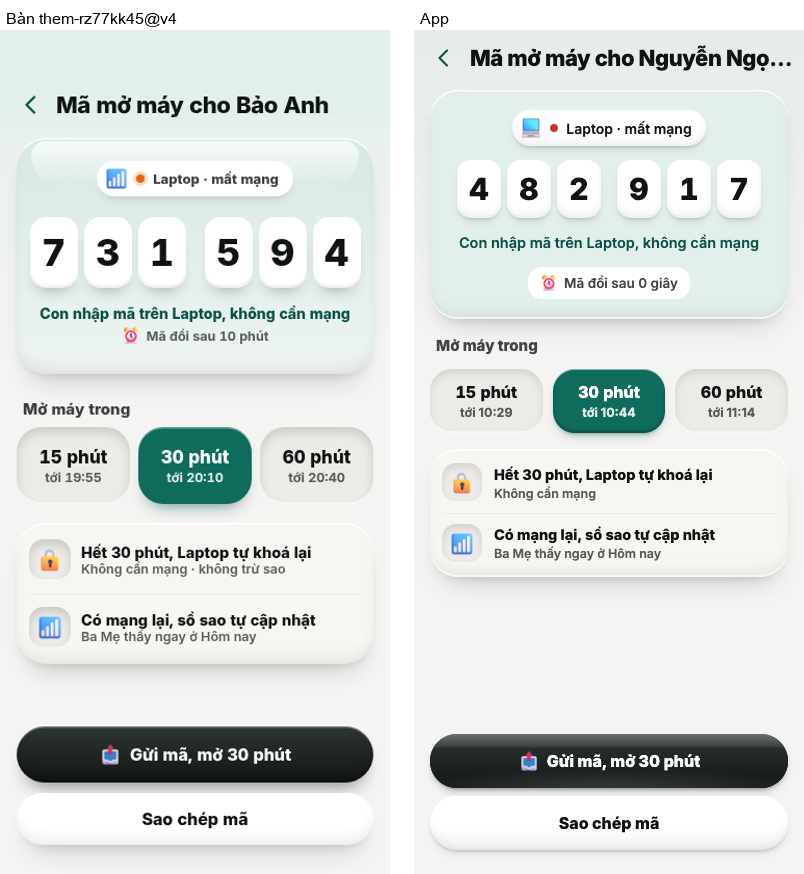 Bản them-rz77kk45@v4
Mã mở máy cho Bảo Anh
Laptop · mất mạng
7 3 1 5 9 4
Con nhập mã trên Laptop, không cần mạng
Mã đổi sau 10 phút
Mở máy trong
15 phút
tới 19:55
30 phút
tới 20:10
60 phút
tới 20:40
Hết 30 phút, Laptop tự khoá lại
Không cần mạng · không trừ sao
Có mạng lại, sổ sao tự cập nhật
Ba Mẹ thấy ngay ở Hôm nay
Gửi mã, mở 30 phút
Sao chép mã
App
Mã mở máy cho Nguyễn Ngọ...
Laptop · mất mạng
4 8 2 9 1 7
Con nhập mã trên Laptop, không cần mạng
Mã đổi sau 0 giây
Mở máy trong
15 phút
tới 10:29
30 phút
tới 10:44
60 phút
tới 11:14
Hết 30 phút, Laptop tự khoá lại
Không cần mạng
Có mạng lại, sổ sao tự cập nhật
Ba Mẹ thấy ngay ở Hôm nay
Gửi mã, mở 30 phút
Sao chép mã